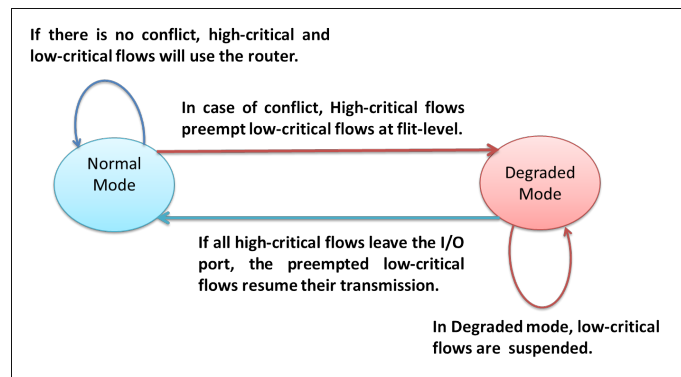 If there is no conflict, high-critical and
low-critical flows will use the router.
In case of conflict, High-critical flows
preempt low-critical flows at flit-level.
Normal
Mode
Degraded
Mode
If all high-critical flows leave the I/O
port, the preempted low-critical
flows resume their transmission.
In Degraded mode, low-critical
flows are suspended.